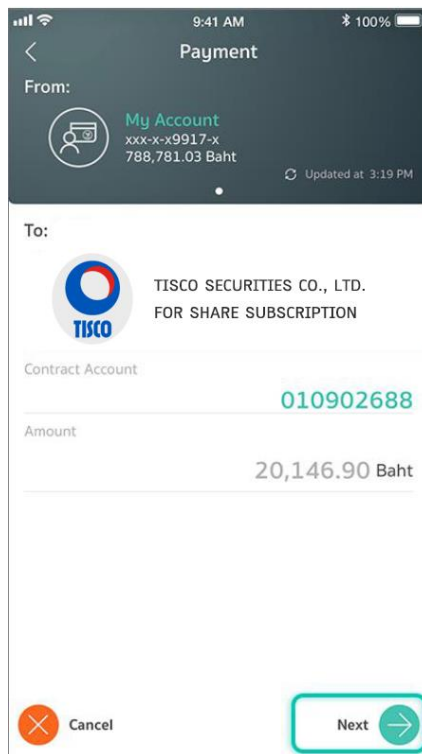 9:41 AM
100%
Payment
From:
My Account
xxx-x-x9917-x
788,781.03 Baht
Updated at 3:19 PM
To:
TISCO
TISCO SECURITIES CO., LTD.
FOR SHARE SUBSCRIPTION
Contract Account
010902688
Amount
20,146.90 Baht
Cancel
Next